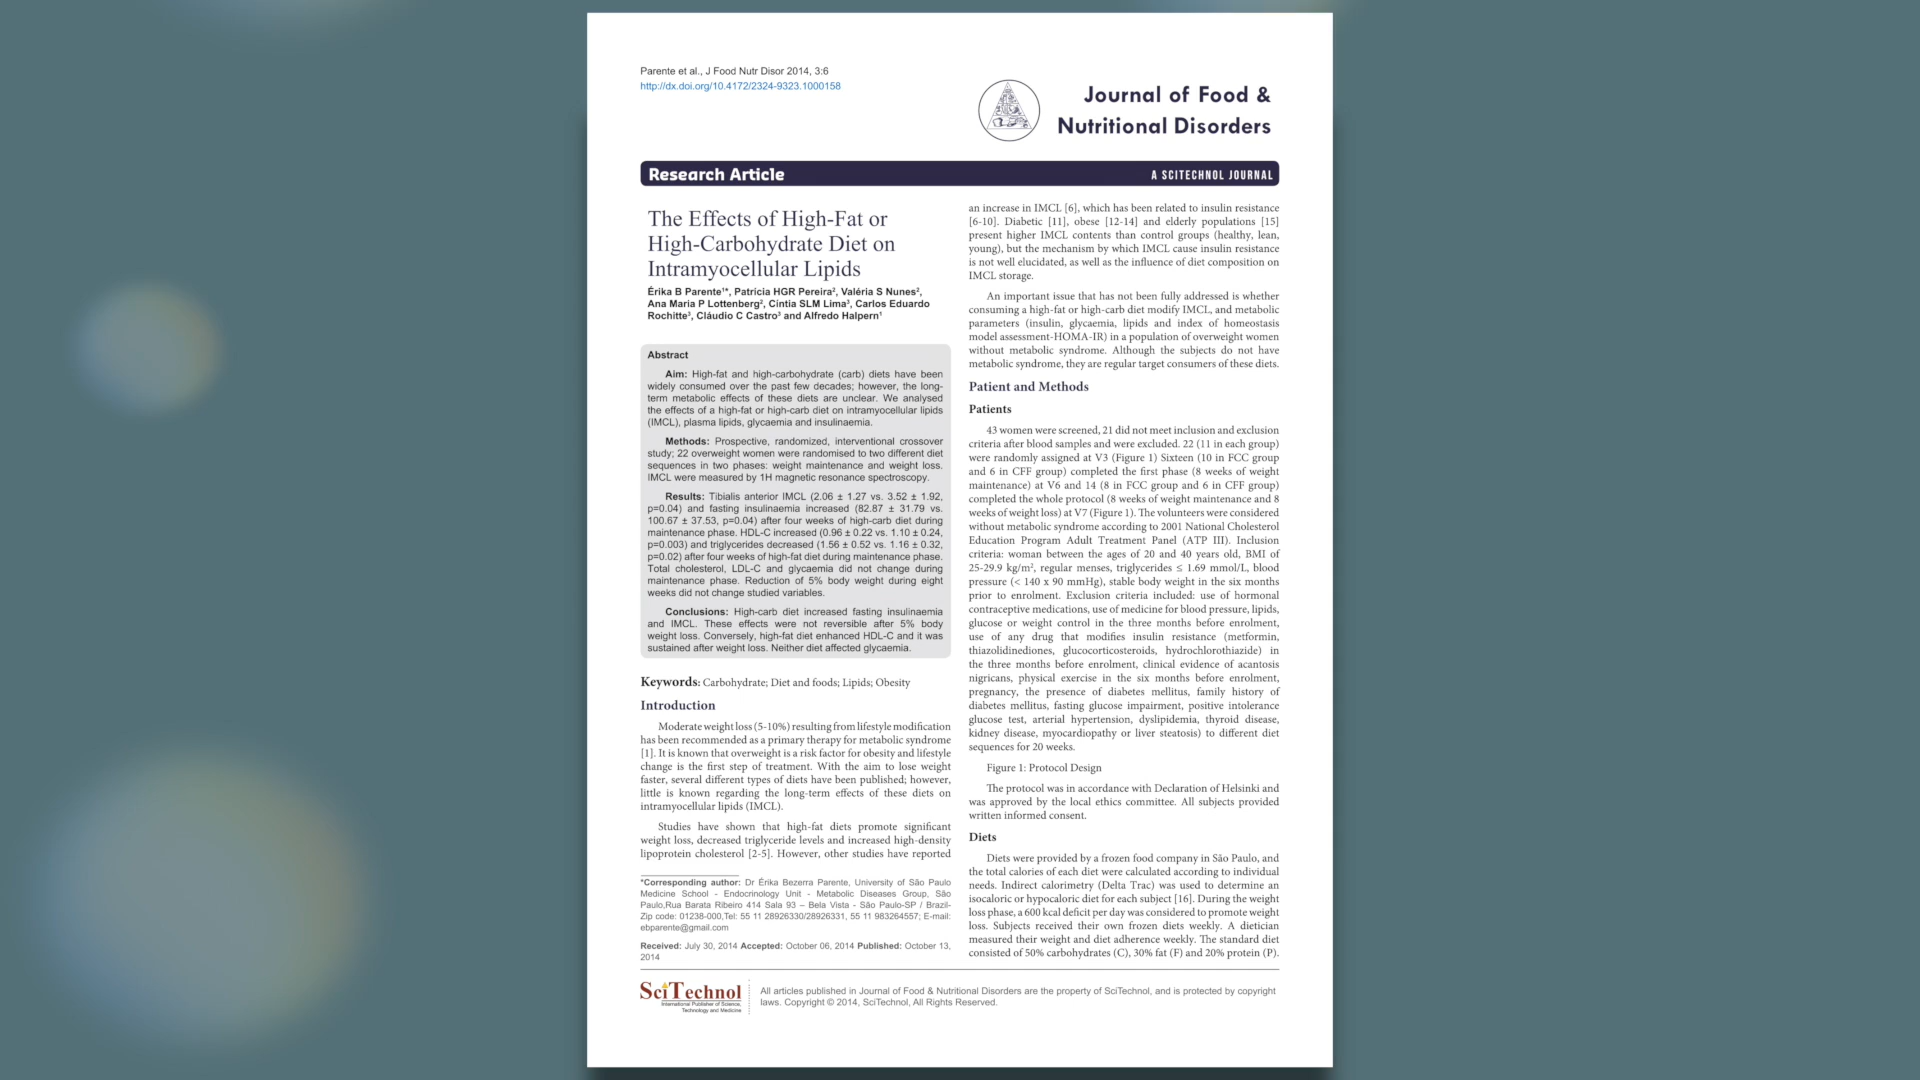 Parente et al., J Food Nutr Disor 2014, 3:6
http://dx.doi.org/10.4172/2324-9323.1000158
Journal of Food &
Nutritional Disorders
Research Article
A SCITECHNOL JOURNAL
The Effects of High-Fat or
High-Carbohydrate Diet on
Intramyocellular Lipids
Érika B Parente¹*, Patrícia HGR Pereira², Valéria S Nunes²,
Ana Maria P Lottenberg², Cíntia SLM Lima², Carlos Eduardo
Rochitte³, Cláudio C Castro³ and Alfredo Halpern¹
Abstract
Aim: High-fat and high-carbohydrate (carb) diets have been
widely consumed over the past few decades; however, the long-
term metabolic effects of these diets are unclear. We analysed
the effects of a high-fat or high-carb diet on intramyocellular lipids
(IMCL), plasma lipids, glycaemia and insulinaemia.
Methods: Prospective, randomized, interventional crossover
study; 22 overweight women were randomised to two different diet
sequences in two phases: weight maintenance and weight loss.
IMCL were measured by 1H magnetic resonance spectroscopy.
Results: Tibialis anterior IMCL (2.06 ± 1.27 vs. 3.52 ± 1.92,
p=0.04) and fasting insulinaemia increased (82.87 ± 31.79 vs.
100.67 ± 37.53, p=0.04) after four weeks of high-carb diet during
maintenance phase. HDL-C increased (0.96 ± 0.22 vs. 1.10 ± 0.24,
p=0.003) and triglycerides decreased (1.56 ± 0.52 vs. 1.16 ± 0.32,
p=0.02) after four weeks of high-fat diet during maintenance phase.
Total cholesterol, LDL-C and glycaemia did not change during
maintenance phase. Reduction of 5% body weight during eight
weeks did not change studied variables.
Conclusions: High-carb diet increased fasting insulinaemia
and IMCL. These effects were not reversible after 5% body
weight loss. Conversely, high-fat diet enhanced HDL-C and it was
sustained after weight loss. Neither diet affected glycaemia.
Keywords: Carbohydrate; Diet and foods; Lipids; Obesity
Introduction
Moderate weight loss (5-10%) resulting from lifestyle modification
has been recommended as a primary therapy for metabolic syndrome
[1]. It is known that overweight is a risk factor for obesity and lifestyle
change is the first step of treatment. With the aim to lose weight
faster, several different types of diets have been published; however,
little is known regarding the long-term effects of these diets on
intramyocellular lipids (IMCL).
Studies have shown that high-fat diets promote significant
weight loss, decreased triglyceride levels and increased high-density
lipoprotein cholesterol [2-5]. However, other studies have reported
*Corresponding author: Dr Érika Bezerra Parente, University of São Paulo
Medicine School - Endocrinology Unit - Metabolic Diseases Group, São
Paulo,Rua Barata Ribeiro 414 Sala 93 – Bela Vista - São Paulo-SP / Brazil-
Zip code: 01238-000,Tel: 55 11 28926330/28926331, 55 11 983264557; E-mail:
ebparente@gmail.com
Received: July 30, 2014 Accepted: October 06, 2014 Published: October 13,
2014
an increase in IMCL [6], which has been related to insulin resistance
[6-10]. Diabetic [11], obese [12-14] and elderly populations [15]
present higher IMCL contents than control groups (healthy, lean,
young), but the mechanism by which IMCL cause insulin resistance
is not well elucidated, as well as the influence of diet composition on
IMCL storage.
An important issue that has not been fully addressed is whether
consuming a high-fat or high-carb diet modify IMCL, and metabolic
parameters (insulin, glycaemia, lipids and index of homeostasis
model assessment-HOMA-IR) in a population of overweight women
without metabolic syndrome. Although the subjects do not have
metabolic syndrome, they are regular target consumers of these diets.
Patient and Methods
Patients
43 women were screened, 21 did not meet inclusion and exclusion
criteria after blood samples and were excluded. 22 (11 in each group)
were randomly assigned at V3 (Figure 1) Sixteen (10 in FCC group
and 6 in CFF group) completed the first phase (8 weeks of weight
maintenance) at V6 and 14 (8 in FCC group and 6 in CFF group)
completed the whole protocol (8 weeks of weight maintenance and 8
weeks of weight loss) at V7 (Figure 1). The volunteers were considered
without metabolic syndrome according to 2001 National Cholesterol
Education Program Adult Treatment Panel (ATP III). Inclusion
criteria: woman between the ages of 20 and 40 years old, BMI of
25-29.9 kg/m², regular menses, triglycerides ≤ 1.69 mmol/L, blood
pressure (< 140 x 90 mmHg), stable body weight in the six months
prior to enrolment. Exclusion criteria included: use of hormonal
contraceptive medications, use of medicine for blood pressure, lipids,
glucose or weight control in the three months before enrolment,
use of any drug that modifies insulin resistance (metformin,
thiazolidinediones, glucocorticosteroids, hydrochlorothiazide) in
the three months before enrolment, clinical evidence of acantosis
nigricans, physical exercise in the six months before enrolment,
pregnancy, the presence of diabetes mellitus, family history of
diabetes mellitus, fasting glucose impairment, positive intolerance
glucose test, arterial hypertension, dyslipidemia, thyroid disease,
kidney disease, myocardiopathy or liver steatosis) to different diet
sequences for 20 weeks.
Figure 1: Protocol Design
The protocol was in accordance with Declaration of Helsinki and
was approved by the local ethics committee. All subjects provided
written informed consent.
Diets
Diets were provided by a frozen food company in São Paulo, and
the total calories of each diet were calculated according to individual
needs. Indirect calorimetry (Delta Trac) was used to determine an
isocaloric or hypocaloric diet for each subject [16]. During the weight
loss phase, a 600 kcal deficit per day was considered to promote weight
loss. Subjects received their own frozen diets weekly. A dietician
measured their weight and diet adherence weekly. The standard diet
consisted of 50% carbohydrates (C), 30% fat (F) and 20% protein (P).
SciTechnol
International Publisher of Science,
Technology and Medicine
All articles published in Journal of Food & Nutritional Disorders are the property of SciTechnol, and is protected by copyright
laws. Copyright © 2014, SciTechnol, All Rights Reserved.